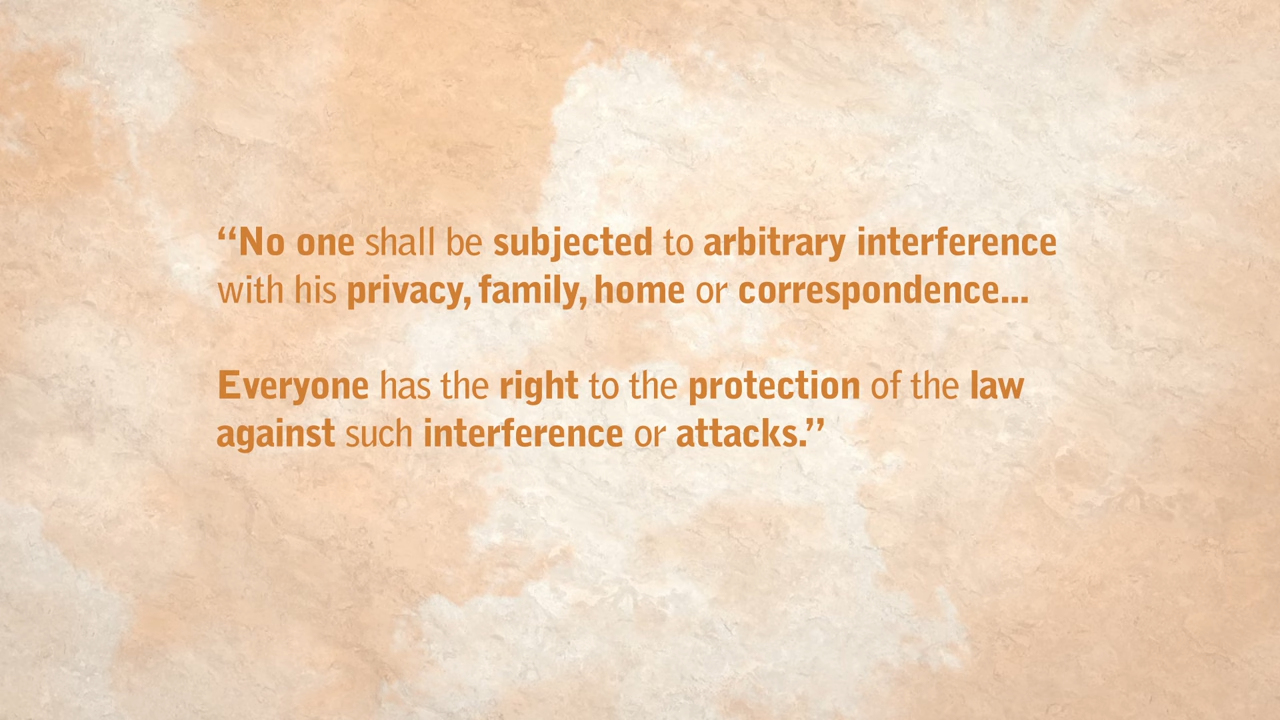 “No one shall be subjected to arbitrary interference
with his privacy, family, home or correspondence...
Everyone has the right to the protection of the law
against such interference or attacks.”